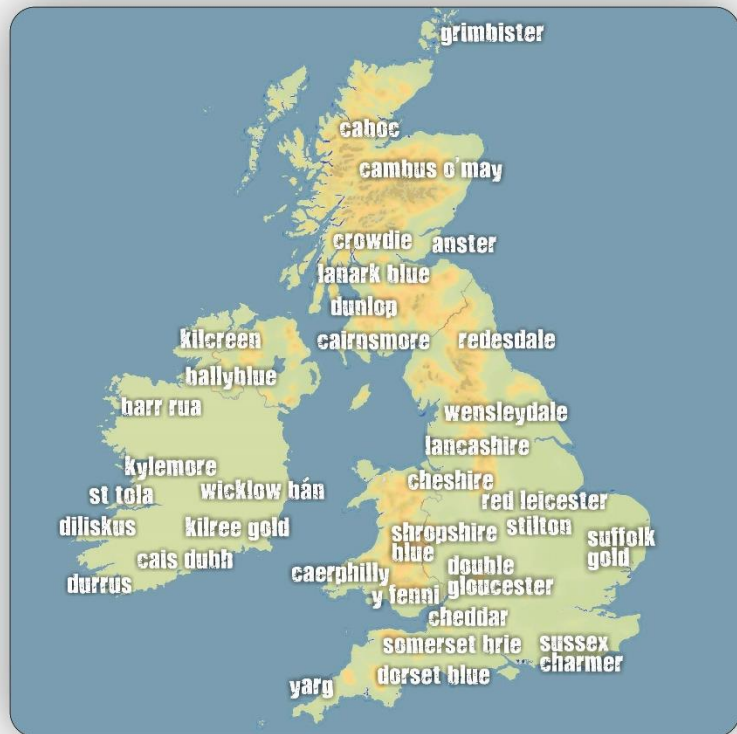 grimbister
cahoc
cambus o'may
crowdie
anster
lanark blue
dunlop
kilcreen
cairnsmore
redesdale
ballyblue
barr rua
wensleydale
lancashire
kylemore
cheshire
st tola
wicklow bán
red leicester
diliskus
kilree gold
shropshire
blue
stilton
suffolk
gold
cais dubh
caerphilly
double
gloucester
durrus
y fenni
cheddar
somerset brie
sussex
charmer
yarg
dorset blue